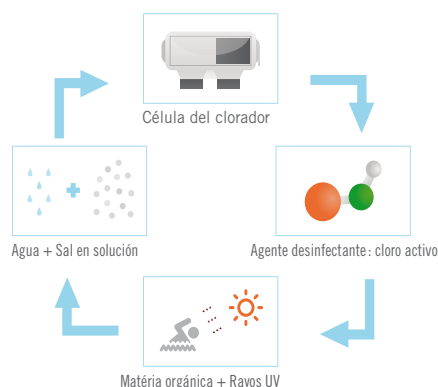 Célula del clorador
Agua + Sal en solución
Agente desinfectante: cloro activo
Matéria orgánica + Rayos UV